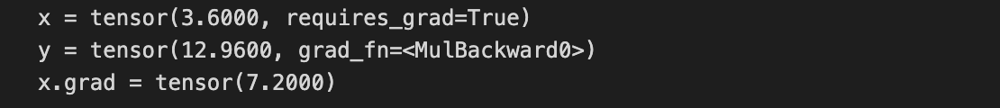 x = tensor(3.6000, requires_grad=True)
y = tensor(12.9600, grad_fn=<MulBackward0>)
x.grad = tensor(7.2000)